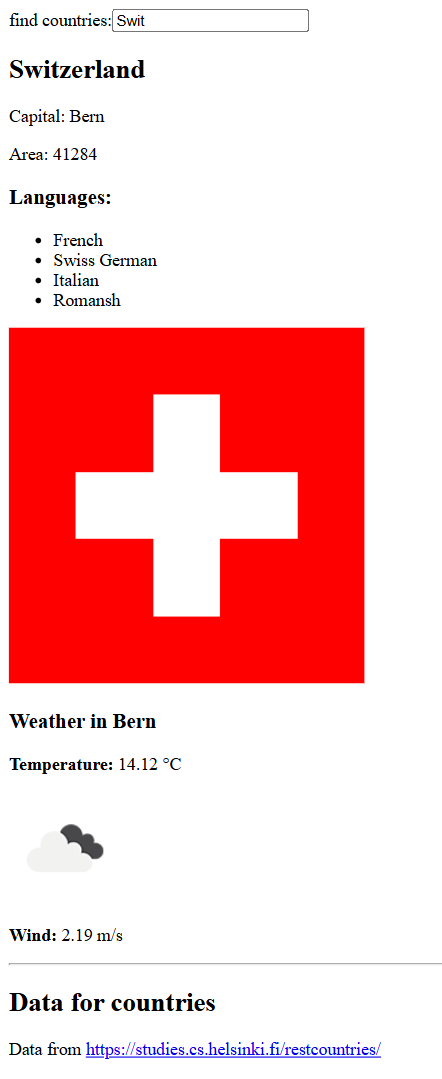 find countries: Swit
Switzerland
Capital: Bern
Area: 41284
Languages:
French
Swiss German
Italian
Romansh
Weather in Bern
Temperature: 14.12 °C
Wind: 2.19 m/s
Data for countries
Data from https://studies.cs.helsinki.fi/restcountries/